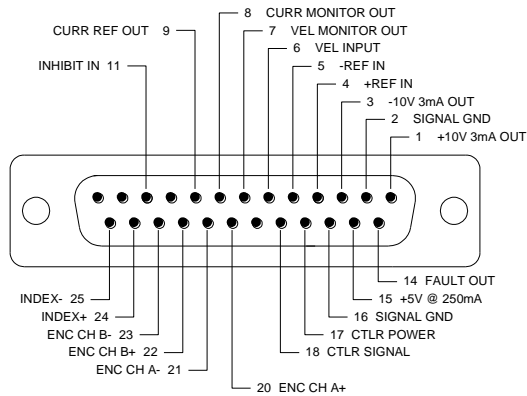 8 CURR MONITOR OUT
CURR REF OUT 9
7 VEL MONITOR OUT
6 VEL INPUT
INHIBIT IN 11
5 -REF IN
4 +REF IN
3 -10V 3mA OUT
2 SIGNAL GND
1 +10V 3mA OUT
14 FAULT OUT
INDEX- 25
15 +5V @ 250mA
INDEX+ 24
16 SIGNAL GND
ENC CH B- 23
17 CTLR POWER
ENC CH B+ 22
18 CTLR SIGNAL
ENC CH A- 21
20 ENC CH A+